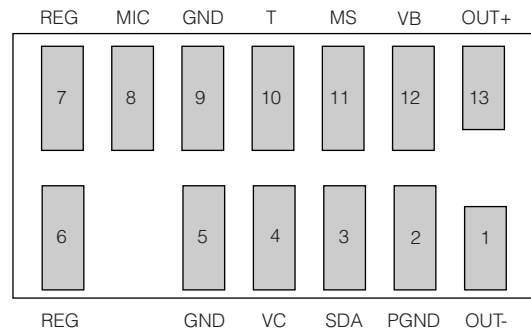 REG MIC GND T MS VB OUT+
7 8 9 10 11 12 13
6 5 4 3 2 1
REG GND VC SDA PGND OUT-